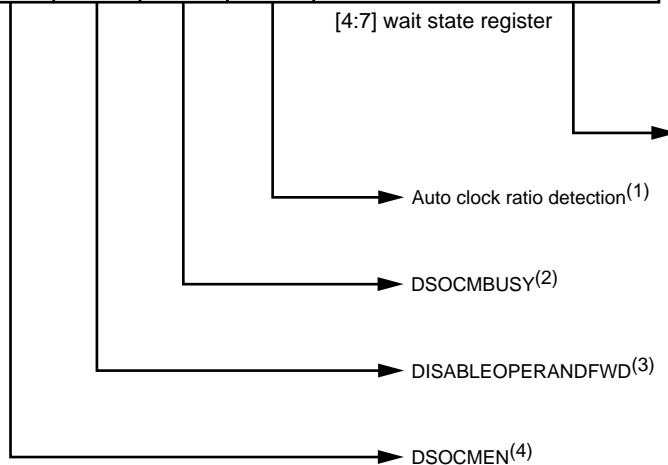 [4:7] wait state register
Auto clock ratio detection(1)
DSOCMBUSY(2)
DISABLEOPERANDFWD(3)
DSOCMEN(4)